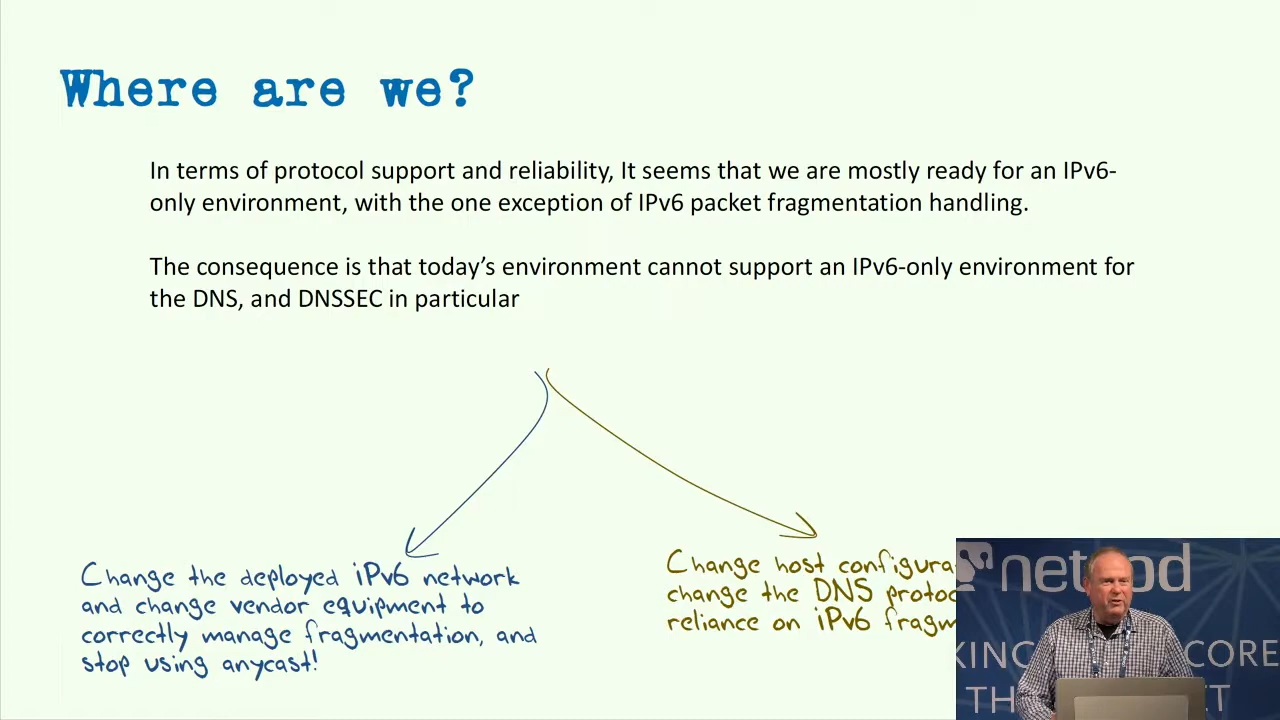 Where are we?
In terms of protocol support and reliability, It seems that we are mostly ready for an IPv6-
only environment, with the one exception of IPv6 packet fragmentation handling.
The consequence is that today's environment cannot support an IPv6-only environment for
the DNS, and DNSSEC in particular
Change the deployed iPv6 network
and change vendor equipment to
correctly manage fragmentation, and
stop using anycast!
Change host
change the DNS
reliance on iPv6
CORE